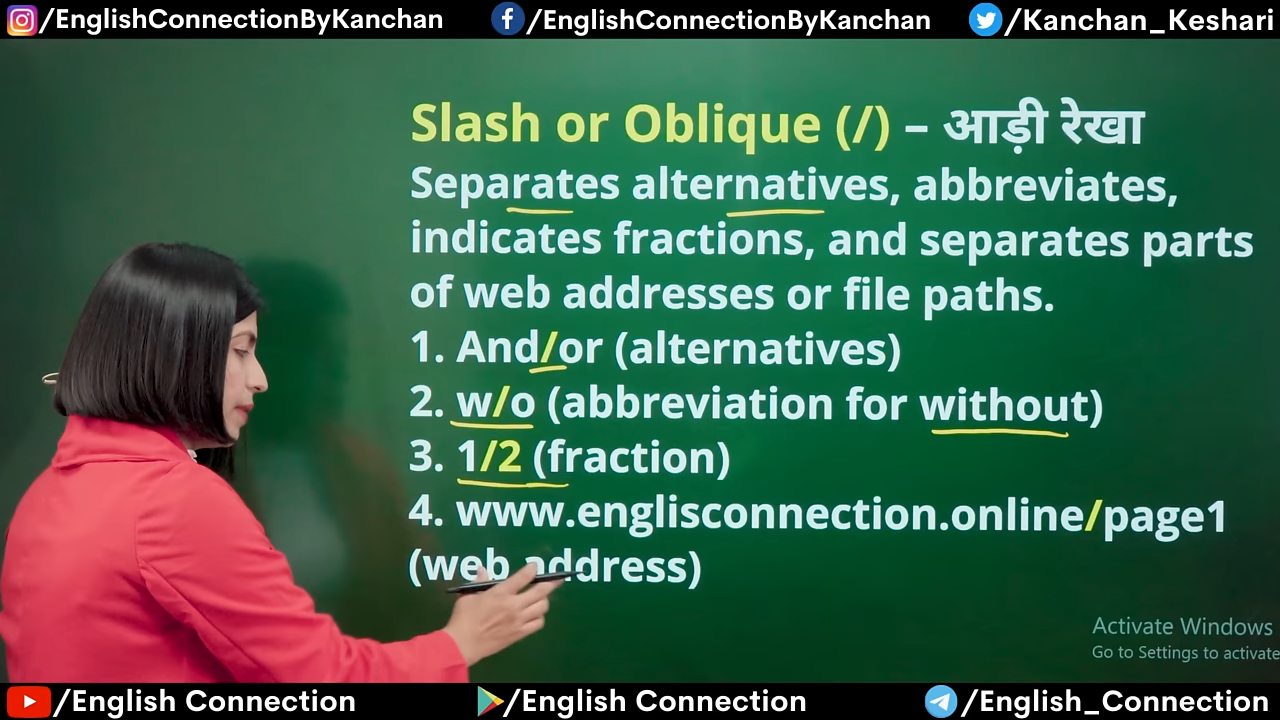 /EnglishConnectionByKanchan /EnglishConnectionByKanchan /Kanchan_Keshari
Slash or Oblique (/) – आड़ी रेखा
Separates alternatives, abbreviates,
indicates fractions, and separates parts
of web addresses or file paths.
1. And/or (alternatives)
2. w/o (abbreviation for without)
3. 1/2 (fraction)
4. www.englisconnection.online/page1
(web address)
Activate Windows
Go to Settings to activate
/English Connection /English Connection /English_Connection